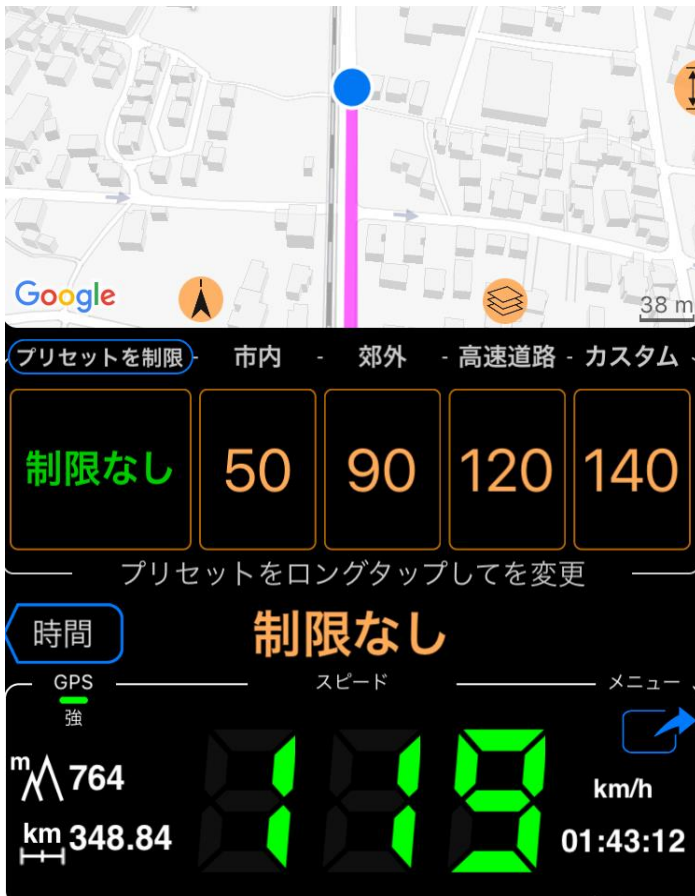 Google
38 m
プリセットを制限 - 市内 - 郊外 - 高速道路 - カスタム
制限なし 50 90 120 140
プリセットをロングタップしてを変更
時間 制限なし
GPS スピード メニュー
強
m 764
km/h
km 348.84
119
01:43:12